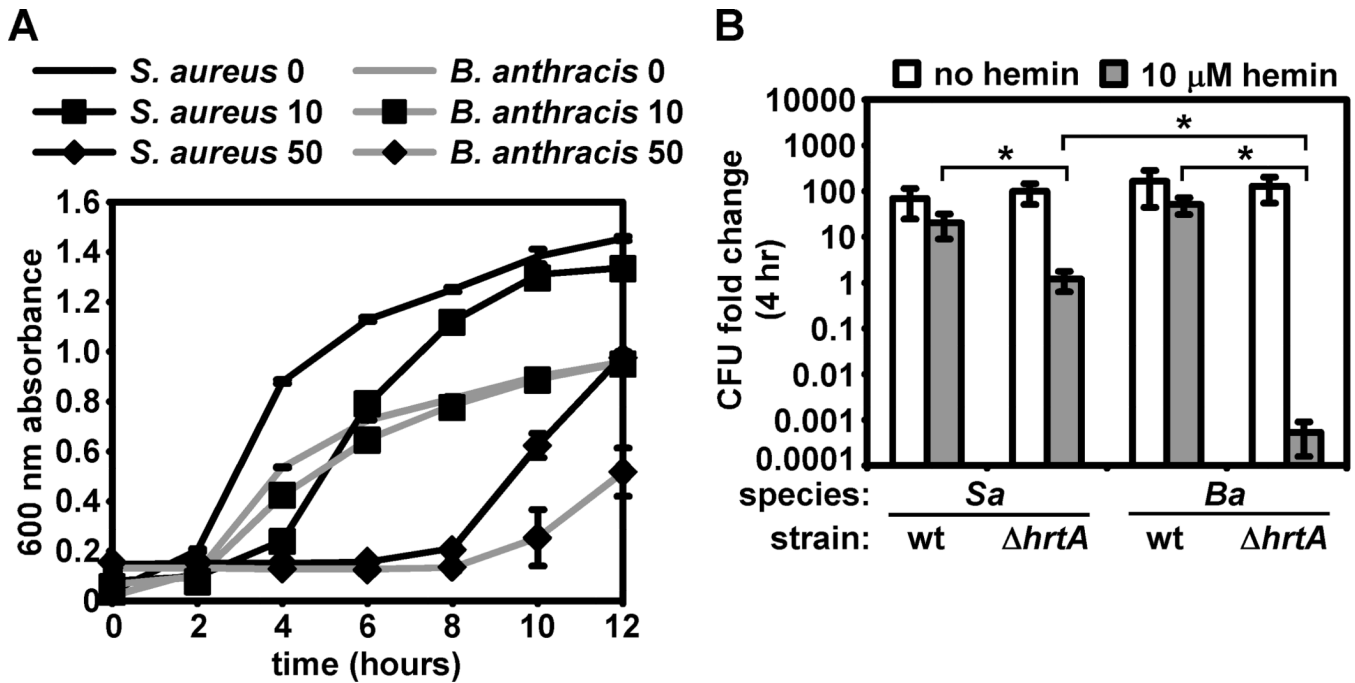 A
S. aureus 0
B. anthracis 0
S. aureus 10
B. anthracis 10
S. aureus 50
B. anthracis 50
1.6
1.4
1.2
1.0
0.8
0.6
0.4
0.2
0
600 nm absorbance
0 2 4 6 8 10 12
time (hours)
B
no hemin 10 μM hemin
10000
1000
100
10
1
0.1
0.01
0.001
0.0001
CFU fold change
(4 hr)
* * *
species: Sa Ba
strain: wt ΔhrtA wt ΔhrtA